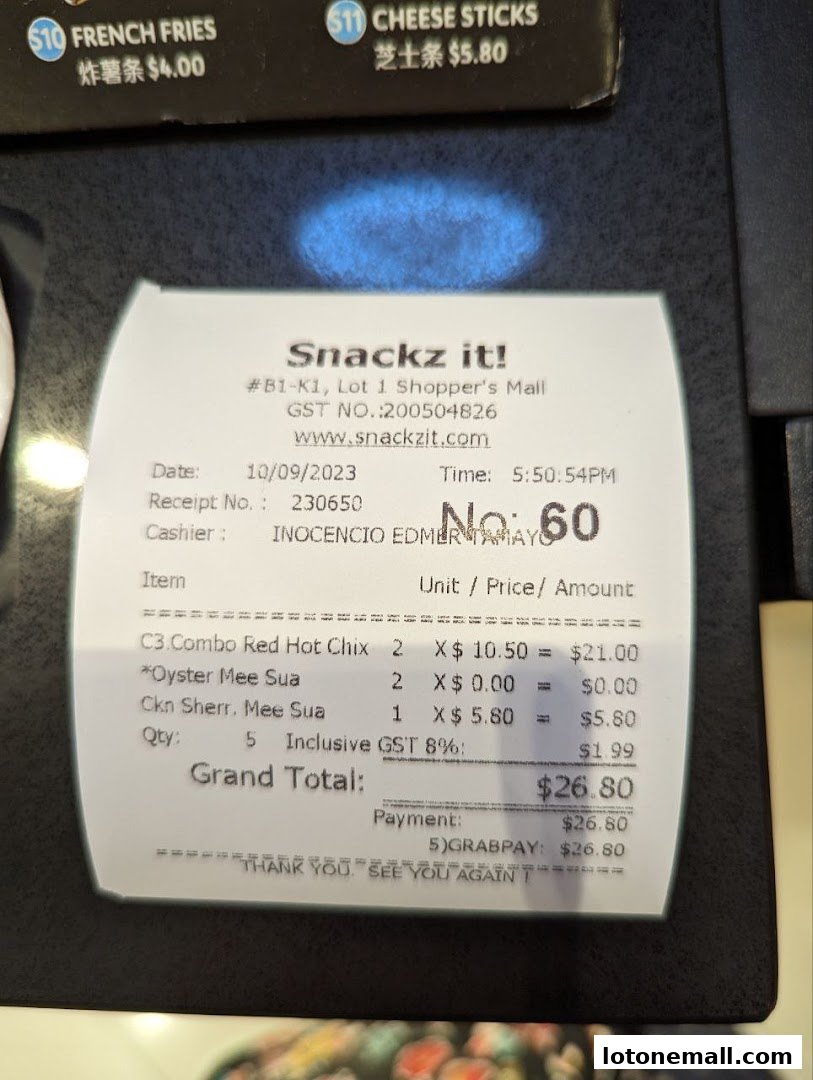 S10 FRENCH FRIES
炸薯条 $4.00
S11 CHEESE STICKS
芝士条 $5.80
Snackz it!
#B1-K1, Lot 1 Shopper's Mall
GST NO.:200504826
www.snackzit.com
Date: 10/09/2023 Time: 5:50:54PM
Receipt No. : 230650
No: 60
Cashier : INOCENCIO EDMER TAMAYO
Item Unit / Price/ Amount
C3.Combo Red Hot Chix 2 X $ 10.50 = $21.00
*Oyster Mee Sua 2 X $ 0.00 = $0.00
Ckn Sherr. Mee Sua 1 X $ 5.80 = $5.80
Qty: 5 Inclusive GST 8%: $1.99
Grand Total: $26.80
Payment: $26.80
5)GRABPAY: $26.80
THANK YOU. SEE YOU AGAIN !
lotonemall.com